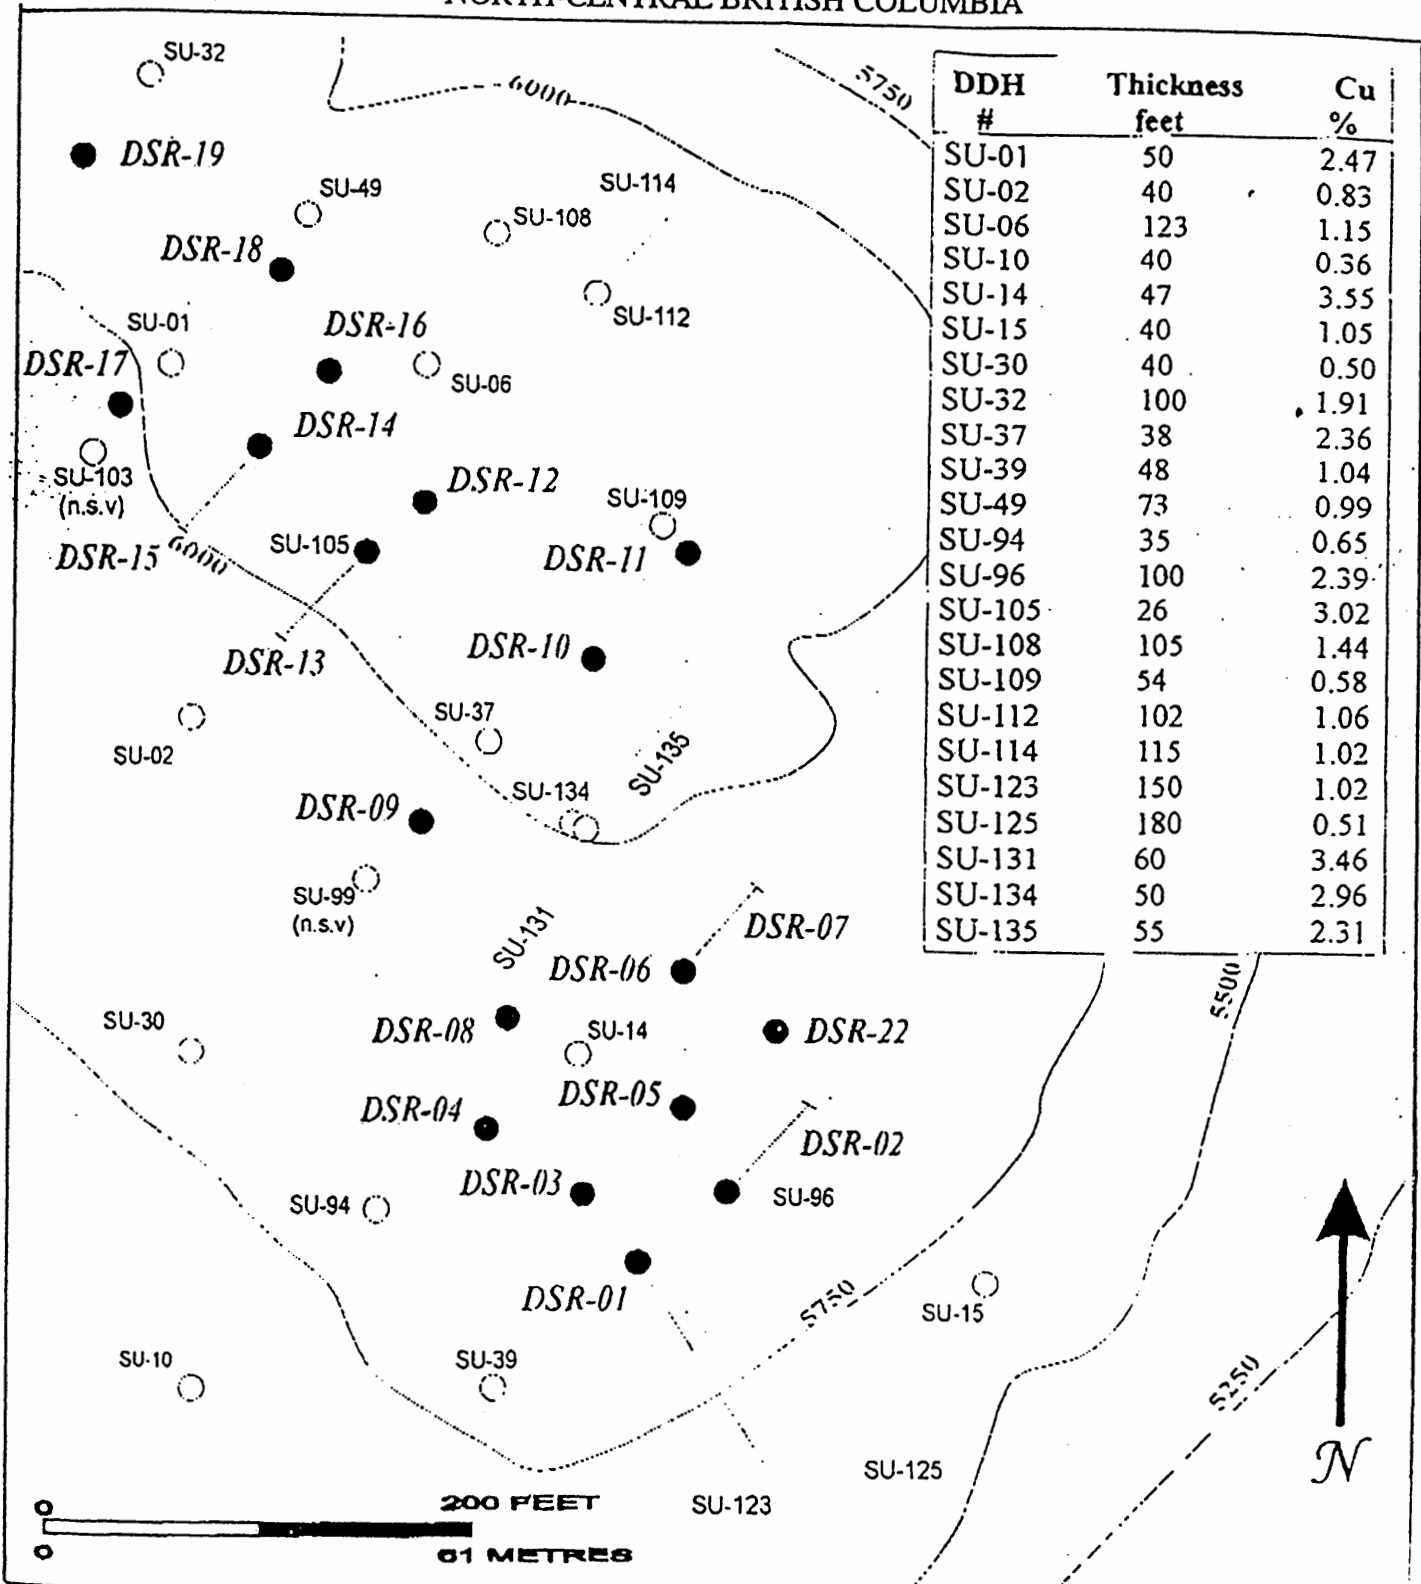 NORTH-CENTRAL BRITISH COLUMBIA
SU-32
DSR-19
SU-49
SU-114
SU-108
DSR-18
SU-112
SU-01
DSR-16
DSR-17
SU-06
DSR-14
SU-103
(n.s.v)
DSR-12
SU-109
DSR-15
SU-105
DSR-11
DSR-13
DSR-10
SU-37
SU-02
SU-135
SU-134
DSR-09
SU-99
(n.s.v)
SU-131
DSR-07
DSR-06
SU-30
DSR-08
SU-14
DSR-22
DSR-04
DSR-05
DSR-02
DSR-03
SU-94
SU-96
DSR-01
SU-15
SU-10
SU-39
SU-125
SU-123
6000
5750
6000
5750
5500
5250
DDH Thickness Cu
# feet %
SU-01 50 2.47
SU-02 40 0.83
SU-06 123 1.15
SU-10 40 0.36
SU-14 47 3.55
SU-15 40 1.05
SU-30 40 0.50
SU-32 100 1.91
SU-37 38 2.36
SU-39 48 1.04
SU-49 73 0.99
SU-94 35 0.65
SU-96 100 2.39
SU-105 26 3.02
SU-108 105 1.44
SU-109 54 0.58
SU-112 102 1.06
SU-114 115 1.02
SU-123 150 1.02
SU-125 180 0.51
SU-131 60 3.46
SU-134 50 2.96
SU-135 55 2.31
N
0 200 FEET
0 61 METRES